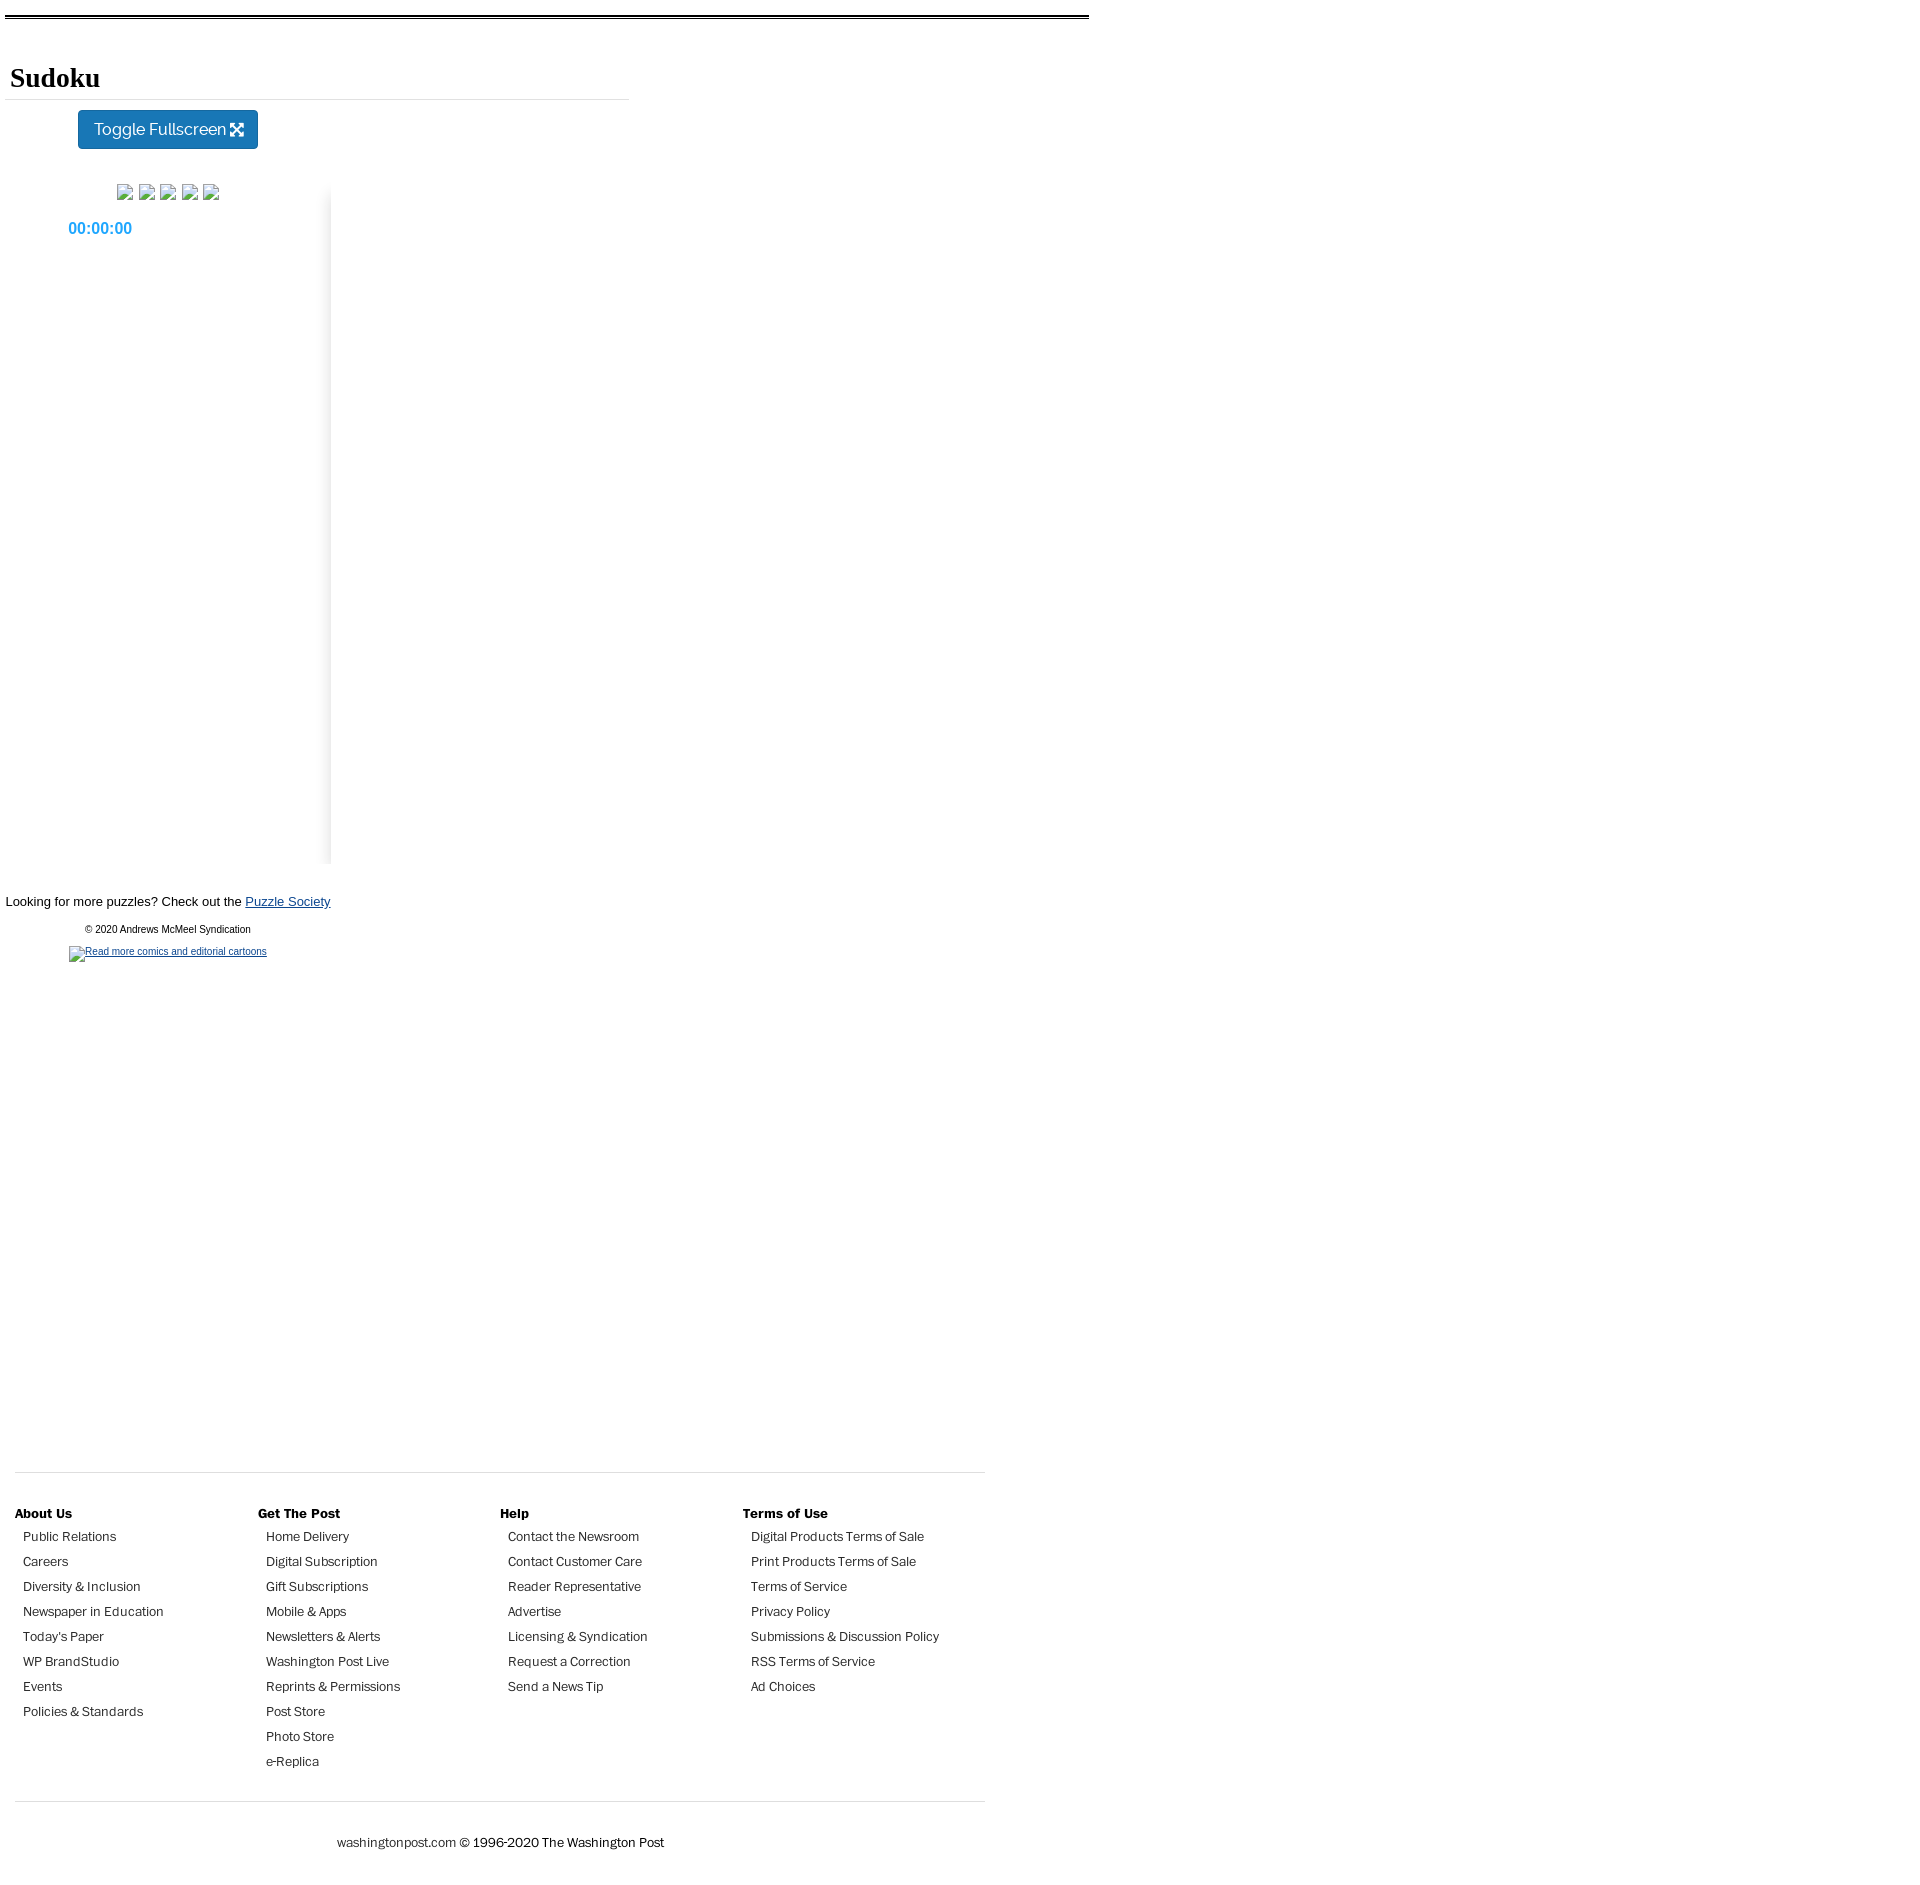 Sudoku
Toggle Fullscreen
00:00:00
Looking for more puzzles? Check out the Puzzle Society
© 2020 Andrews McMeel Syndication
Read more comics and editorial cartoons
About Us
Public Relations
Careers
Diversity & Inclusion
Newspaper in Education
Today's Paper
WP BrandStudio
Events
Policies & Standards
Get The Post
Home Delivery
Digital Subscription
Gift Subscriptions
Mobile & Apps
Newsletters & Alerts
Washington Post Live
Reprints & Permissions
Post Store
Photo Store
e-Replica
Help
Contact the Newsroom
Contact Customer Care
Reader Representative
Advertise
Licensing & Syndication
Request a Correction
Send a News Tip
Terms of Use
Digital Products Terms of Sale
Print Products Terms of Sale
Terms of Service
Privacy Policy
Submissions & Discussion Policy
RSS Terms of Service
Ad Choices
washingtonpost.com © 1996-2020 The Washington Post